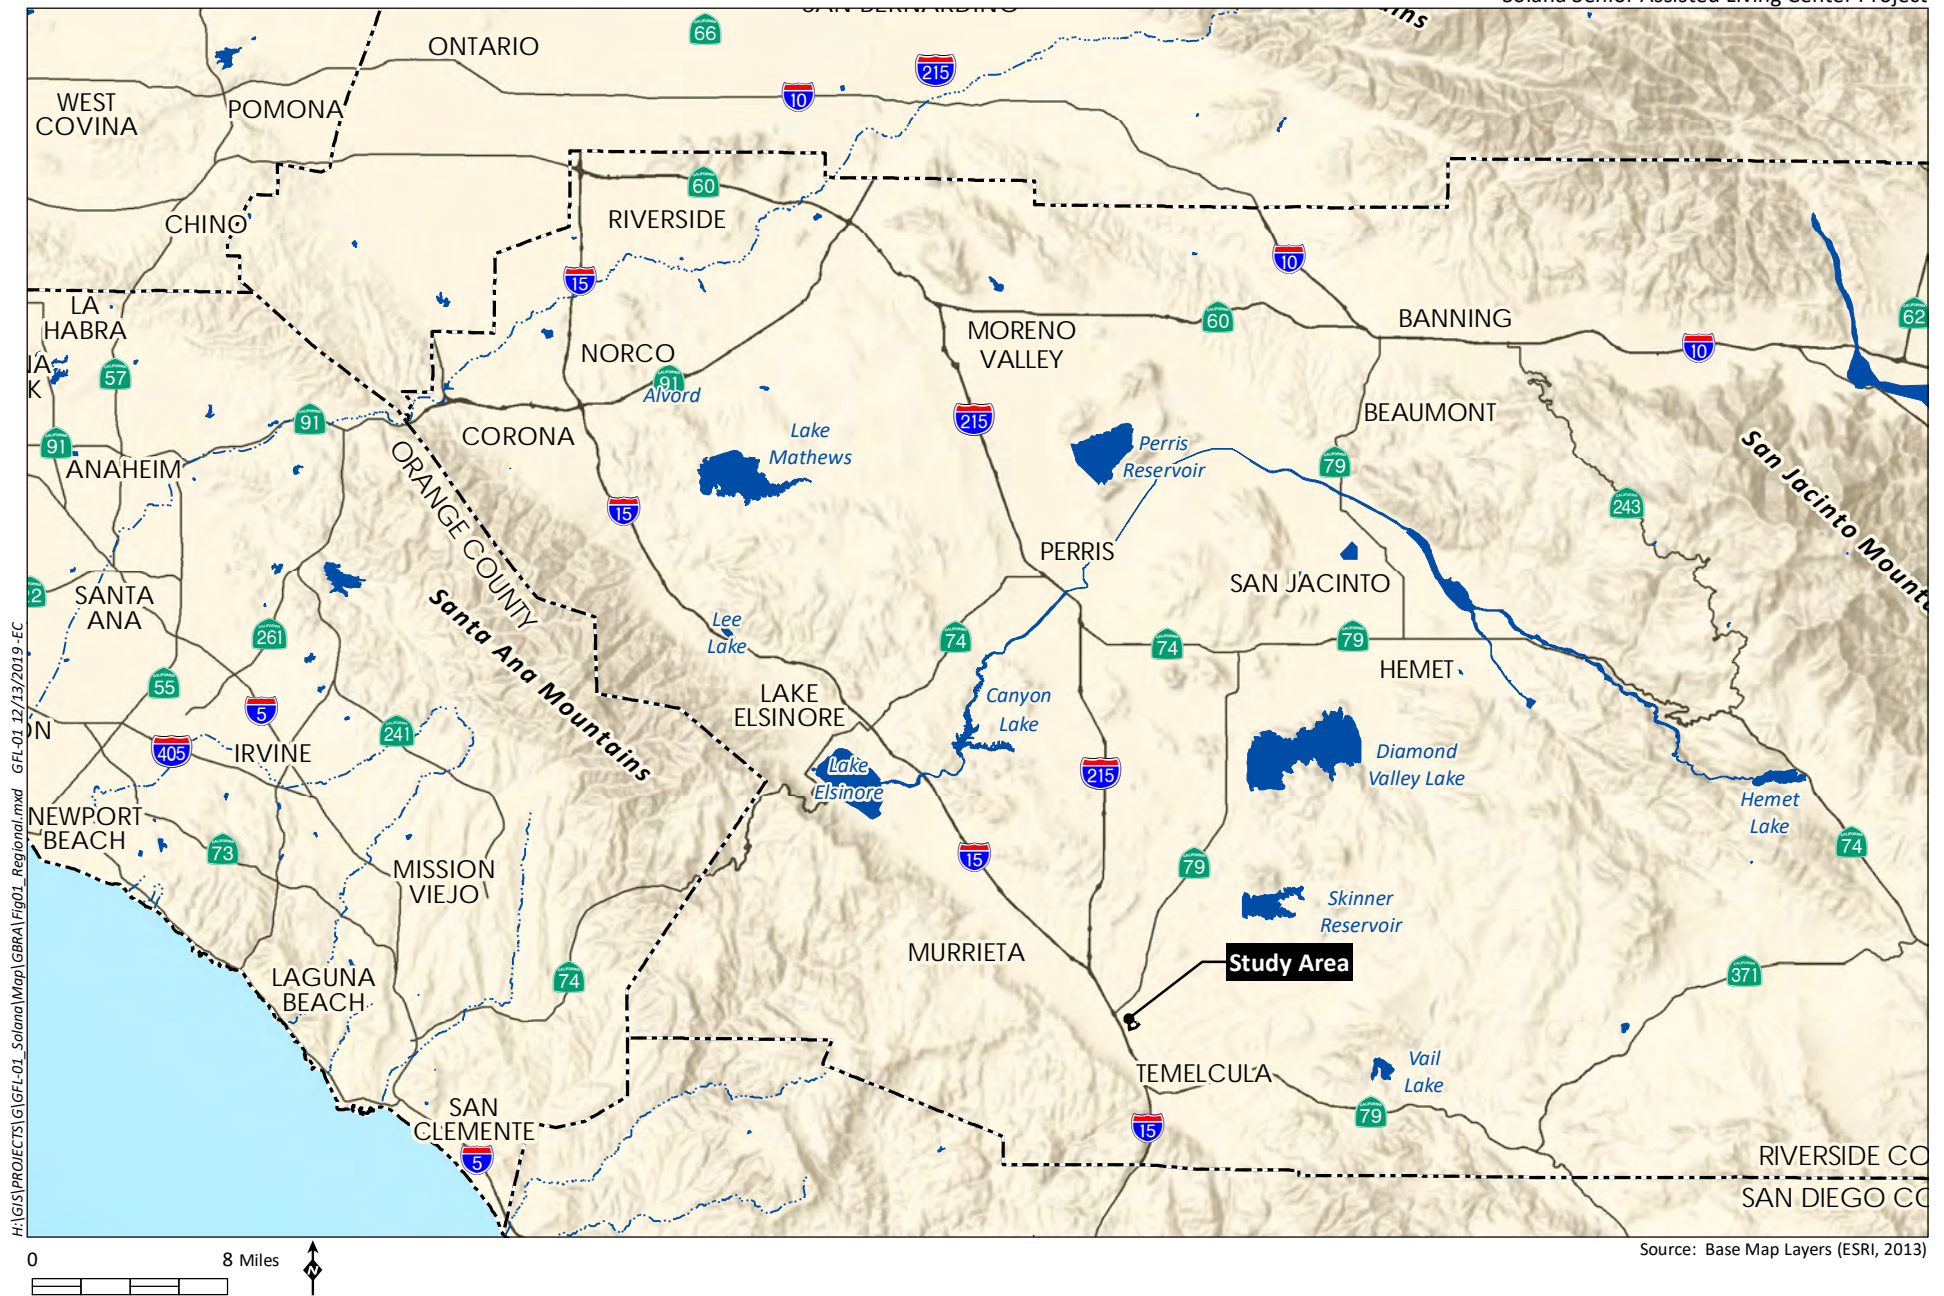 Solana Senior Assisted Living Center Project
SAN BERNARDINO
ONTARIO
66
215
10
WEST
COVINA
POMONA
CHINO
60
RIVERSIDE
15
10
LA
HABRA
57
NORCO
91
Alvord
MORENO
VALLEY
60
BANNING
10
62
91
91
ANAHEIM
CORONA
ORANGE COUNTY
Lake
Mathews
215
Perris
Reservoir
BEAUMONT
79
243
San Jacinto Mounta
15
PERRIS
SAN JACINTO
SANTA
ANA
261
Santa Ana Mountains
Lee
Lake
74
74
79
HEMET
55
5
405
IRVINE
241
LAKE
ELSINORE
Canyon
Lake
Lake
Elsinore
215
Diamond
Valley Lake
Hemet
Lake
74
NEWPORT
BEACH
73
MISSION
VIEJO
15
79
Skinner
Reservoir
LAGUNA
BEACH
74
MURRIETA
Study Area
371
TEMELCULA
Vail
Lake
79
SAN
CLEMENTE
5
15
RIVERSIDE CO
SAN DIEGO CO
H:\GIS\PROJECTS\G\GFL-01_Solana\Map\GBRA\Fig01_Regional.mxd GFL-01 12/13/2019 -EC
0
8 Miles
N
Source: Base Map Layers (ESRI, 2013)